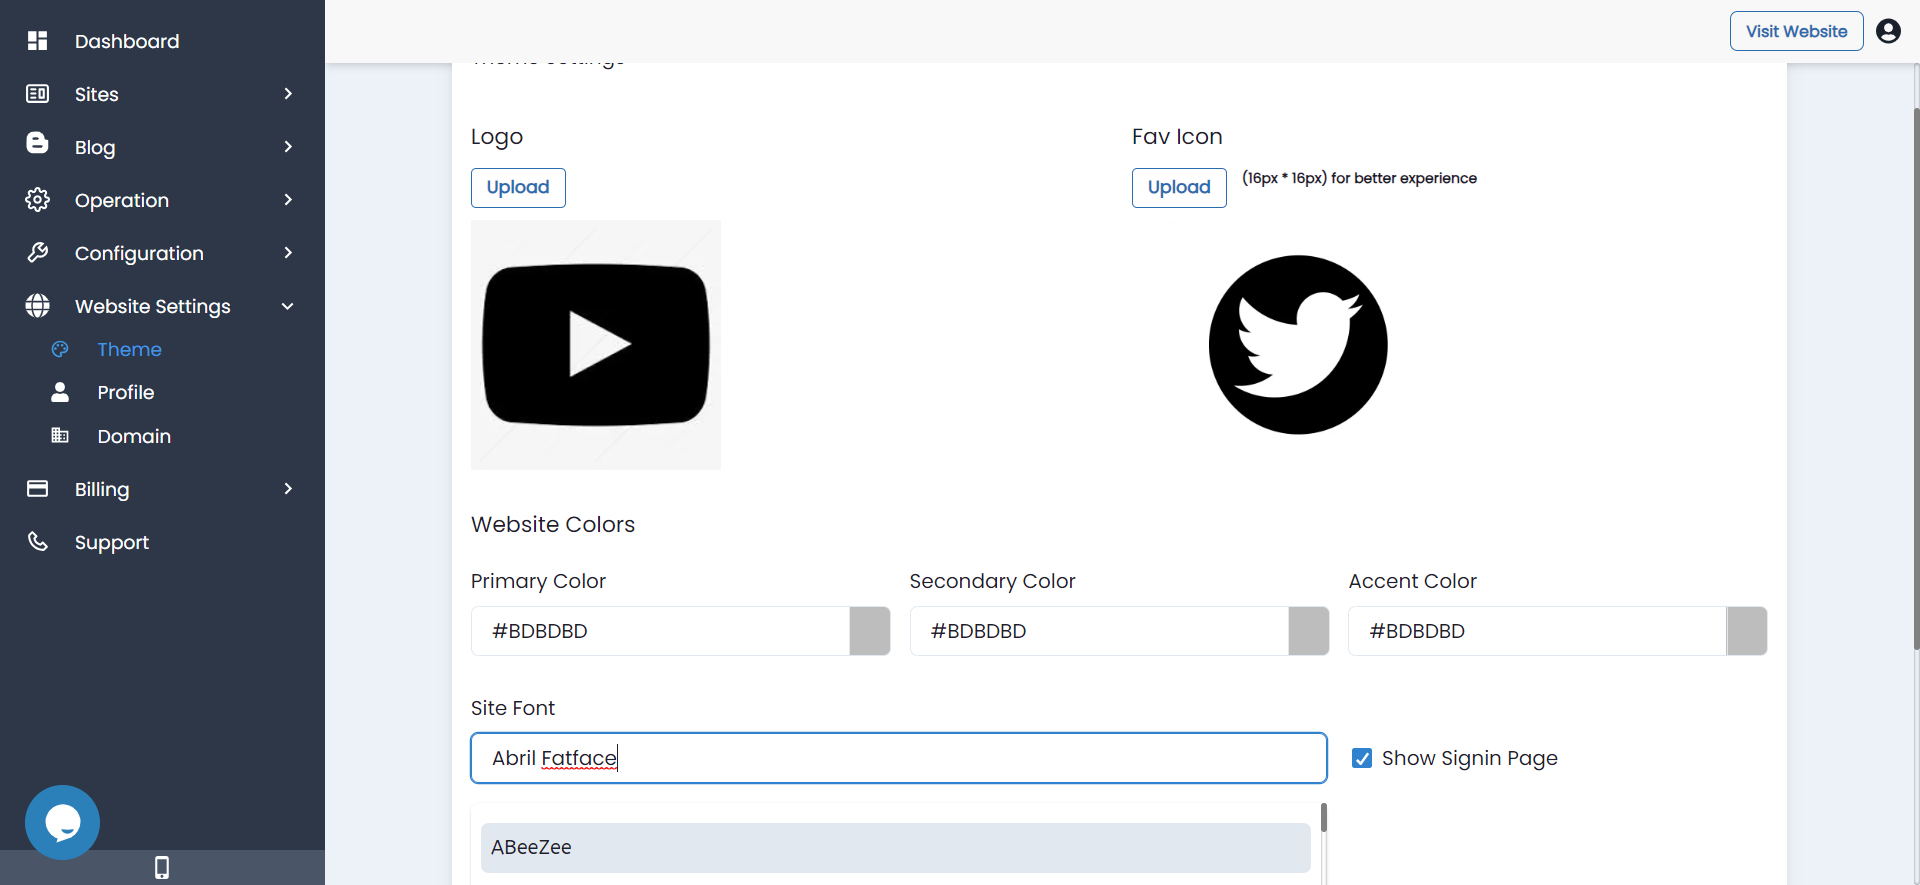 Dashboard
Sites
Blog
Operation
Configuration
Website Settings
Theme
Profile
Domain
Billing
Support
Visit Website
Theme Settings
Logo
Fav Icon
Upload
Upload
(16px * 16px) for better experience
Website Colors
Primary Color
Secondary Color
Accent Color
#BDBDBD
#BDBDBD
#BDBDBD
Site Font
Abril Fatface
Show Signin Page
ABeeZee